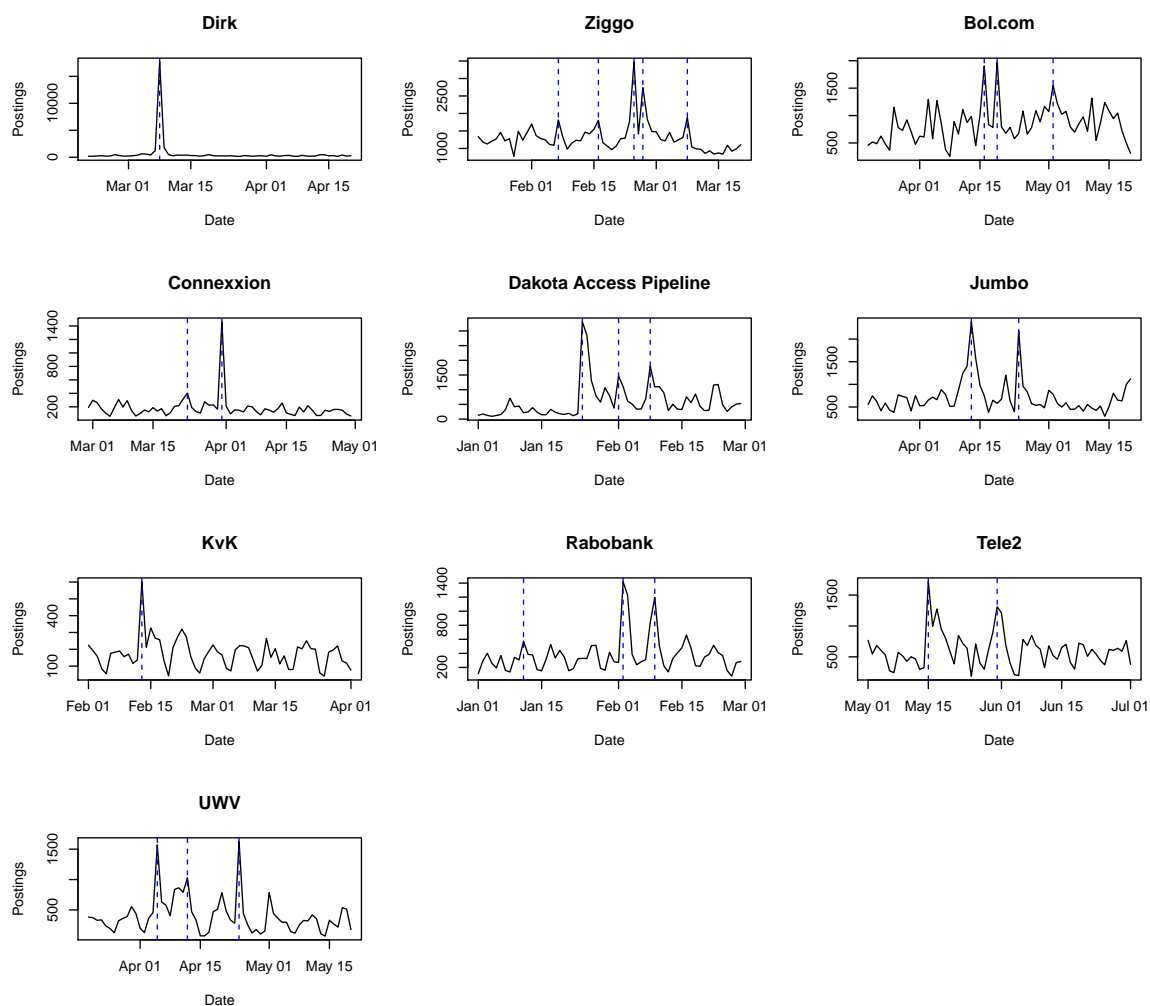 Dirk
Postings
10000
0
Mar 01 Mar 15 Apr 01 Apr 15
Date
Ziggo
Postings
2500
1000
Feb 01 Feb 15 Mar 01 Mar 15
Date
Bol.com
Postings
1500
500
Apr 01 Apr 15 May 01 May 15
Date
Connexxion
Postings
1400
800
200
Mar 01 Mar 15 Apr 01 Apr 15 May 01
Date
Dakota Access Pipeline
Postings
1500
0
Jan 01 Jan 15 Feb 01 Feb 15 Mar 01
Date
Jumbo
Postings
1500
500
Apr 01 Apr 15 May 01 May 15
Date
KvK
Postings
400
100
Feb 01 Feb 15 Mar 01 Mar 15 Apr 01
Date
Rabobank
Postings
1400
800
200
Jan 01 Jan 15 Feb 01 Feb 15 Mar 01
Date
Tele2
Postings
1500
500
May 01 May 15 Jun 01 Jun 15 Jul 01
Date
UWV
Postings
1500
500
Apr 01 Apr 15 May 01 May 15
Date